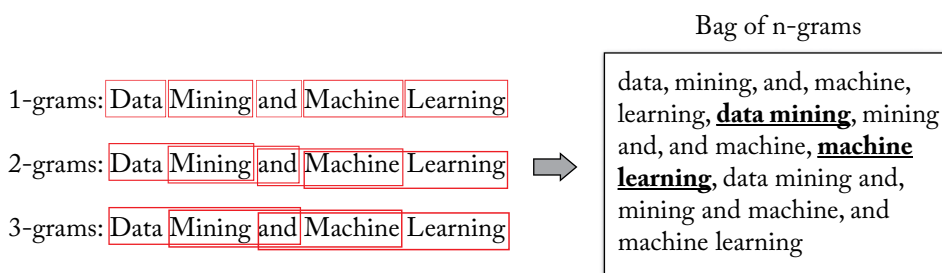 Bag of n-grams
1-grams: Data Mining and Machine Learning
2-grams: Data Mining and Machine Learning
3-grams: Data Mining and Machine Learning
data, mining, and, machine,
learning, data mining, mining
and, and machine, machine
learning, data mining and,
mining and machine, and
machine learning